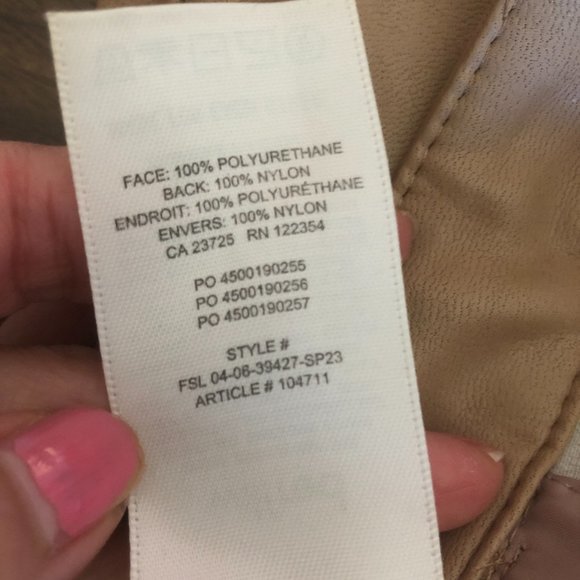 FACE: 100% POLYURETHANE
BACK: 100% NYLON
ENDROIT: 100% POLYURÉTHANE
ENVERS: 100% NYLON
CA 23725 RN 122354
PO 4500190255
PO 4500190256
PO 4500190257
STYLE #
FSL 04-06-39427-SP23
ARTICLE # 104711